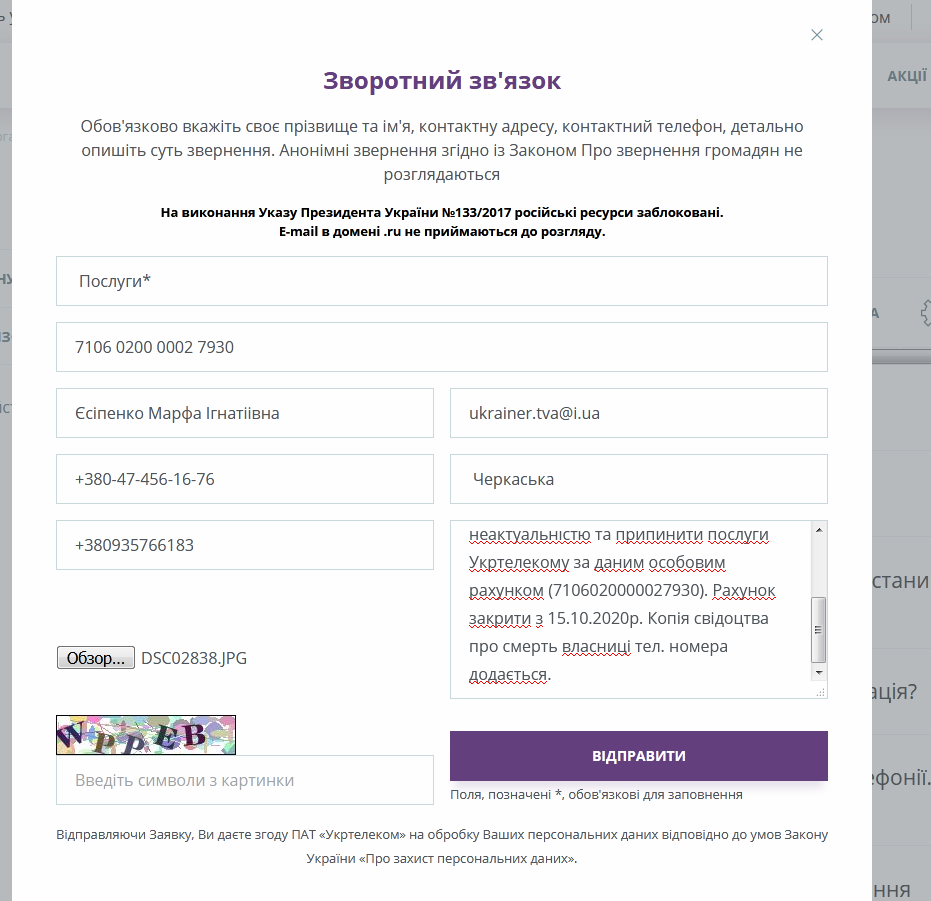 ом
АКЦІЇ
Зворотний зв'язок
Обов'язково вкажіть своє прізвище та ім'я, контактну адресу, контактний телефон, детально
опишіть суть звернення. Анонімні звернення згідно із Законом Про звернення громадян не
розглядаються
На виконання Указу Президента України №133/2017 російські ресурси заблоковані.
E-mail в домені .ru не приймаються до розгляду.
Послуги*
7106 0200 0002 7930
Єсіпенко Марфа Ігнатіівна
ukrainer.tva@i.ua
+380-47-456-16-76
Черкаська
+380935766183
неактуальністю та припинити послуги
Укртелекому за даним особовим
рахунком (7106020000027930). Рахунок
закрити з 15.10.2020р. Копія свідоцтва
про смерть власниці тел. номера
додається.
Обзор... DSC02838.JPG
WPPEB
Введіть символи з картинки
ВІДПРАВИТИ
Поля, позначені *, обов'язкові для заповнення
Відправляючи Заявку, Ви даєте згоду ПАТ «Укртелеком» на обробку Ваших персональних даних відповідно до умов Закону
України «Про захист персональних даних».
стани
ація?
ефонії.
ння